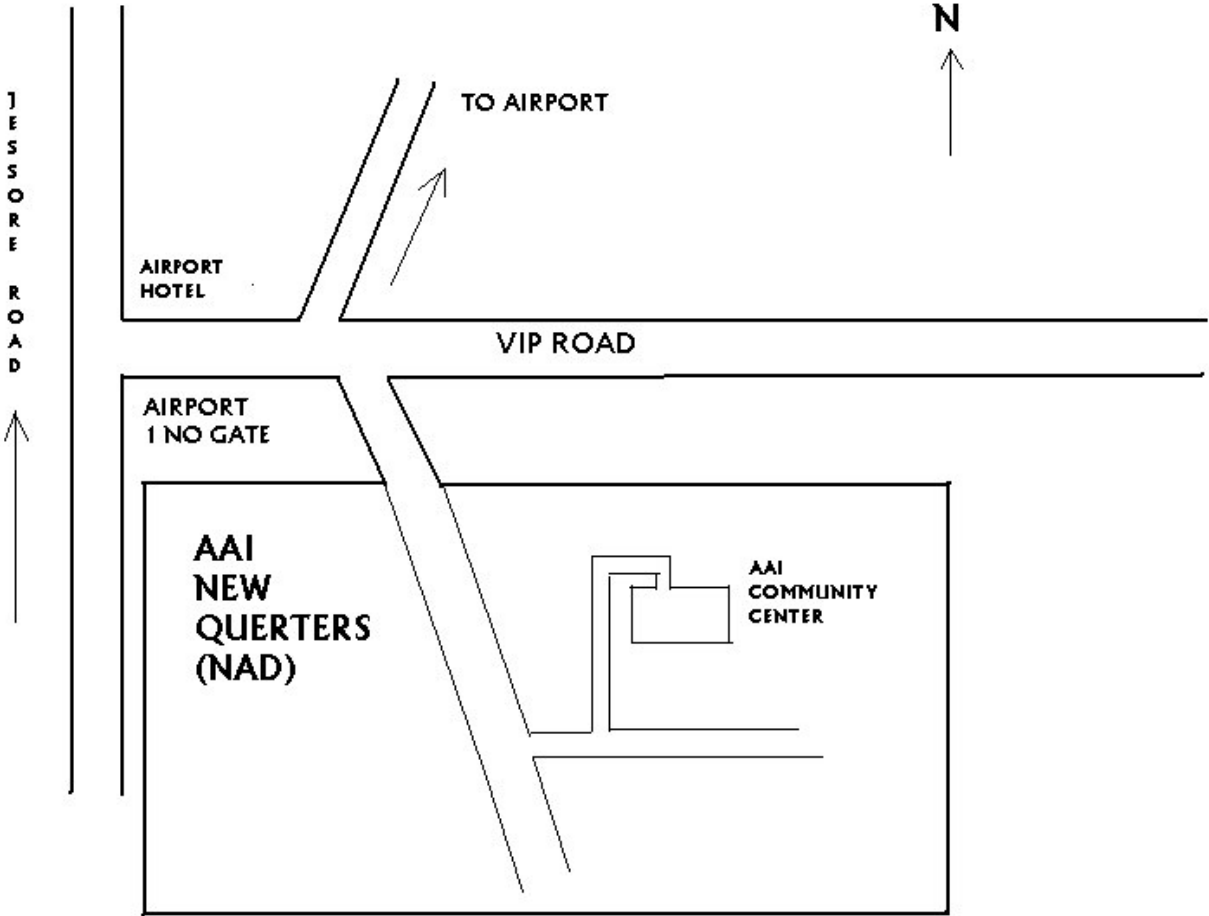 N
TO AIRPORT
JESSORE ROAD
AIRPORT
HOTEL
VIP ROAD
AIRPORT
1 NO GATE
AAI
NEW
QUERTERS
(NAD)
AAI
COMMUNITY
CENTER